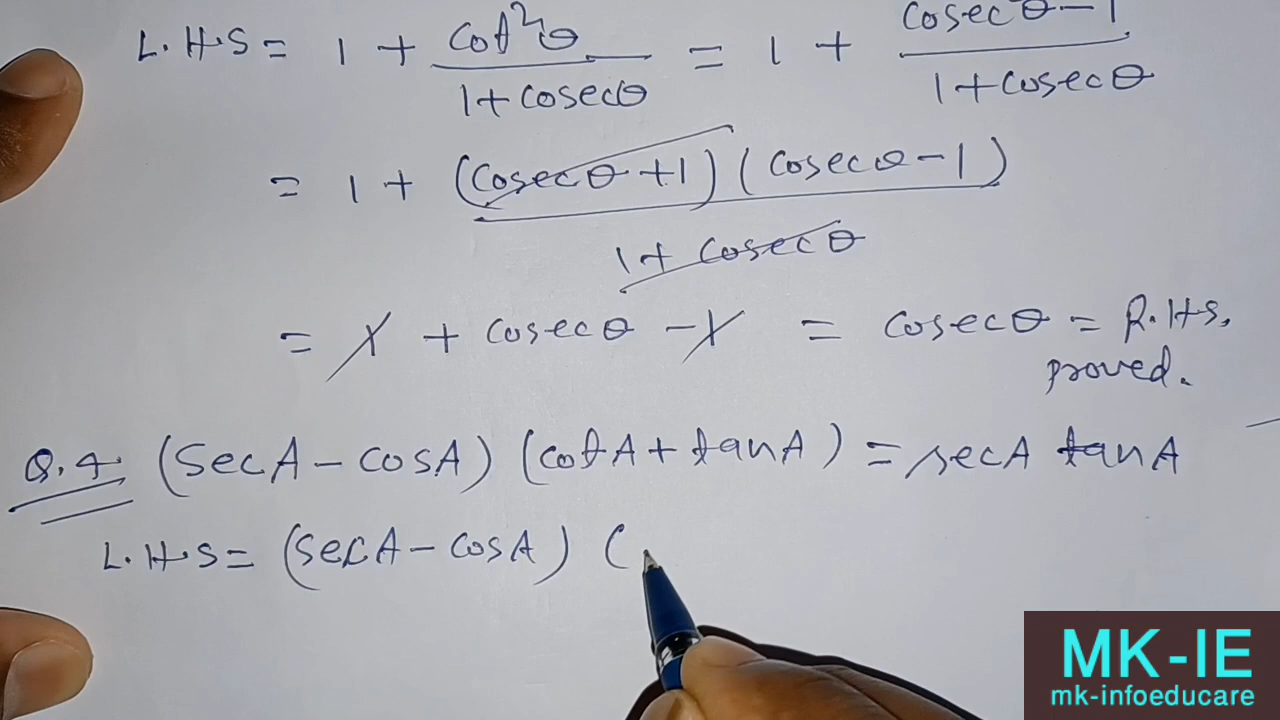 L.H.S = 1 + cot²θ / 1+cosecθ = 1 + cosecθ-1 / 1+cosecθ
= 1 + (cosecθ+1)(cosecθ-1) / 1+cosecθ
= 1 + cosecθ -1 = cosecθ = R.H.S.
proved.
Q.4. (secA-cosA) (cotA+tanA) = secA tanA
L.H.S = (secA-cosA) (
MK-IE
mk-infoeducare